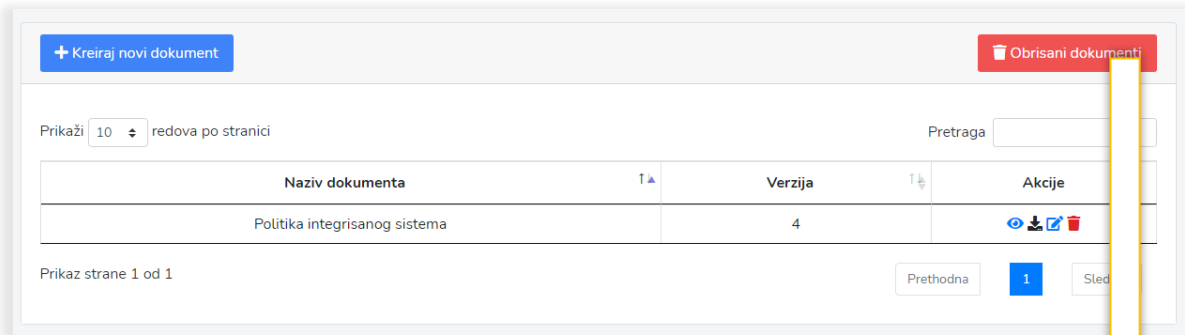 Kreiraj novi dokument Obrisani dokumenti
Prikaži 10 redova po stranici Pretraga
Naziv dokumenta Verzija Akcije
Politika integrisanog sistema 4
Prikaz strane 1 od 1 Prethodna 1